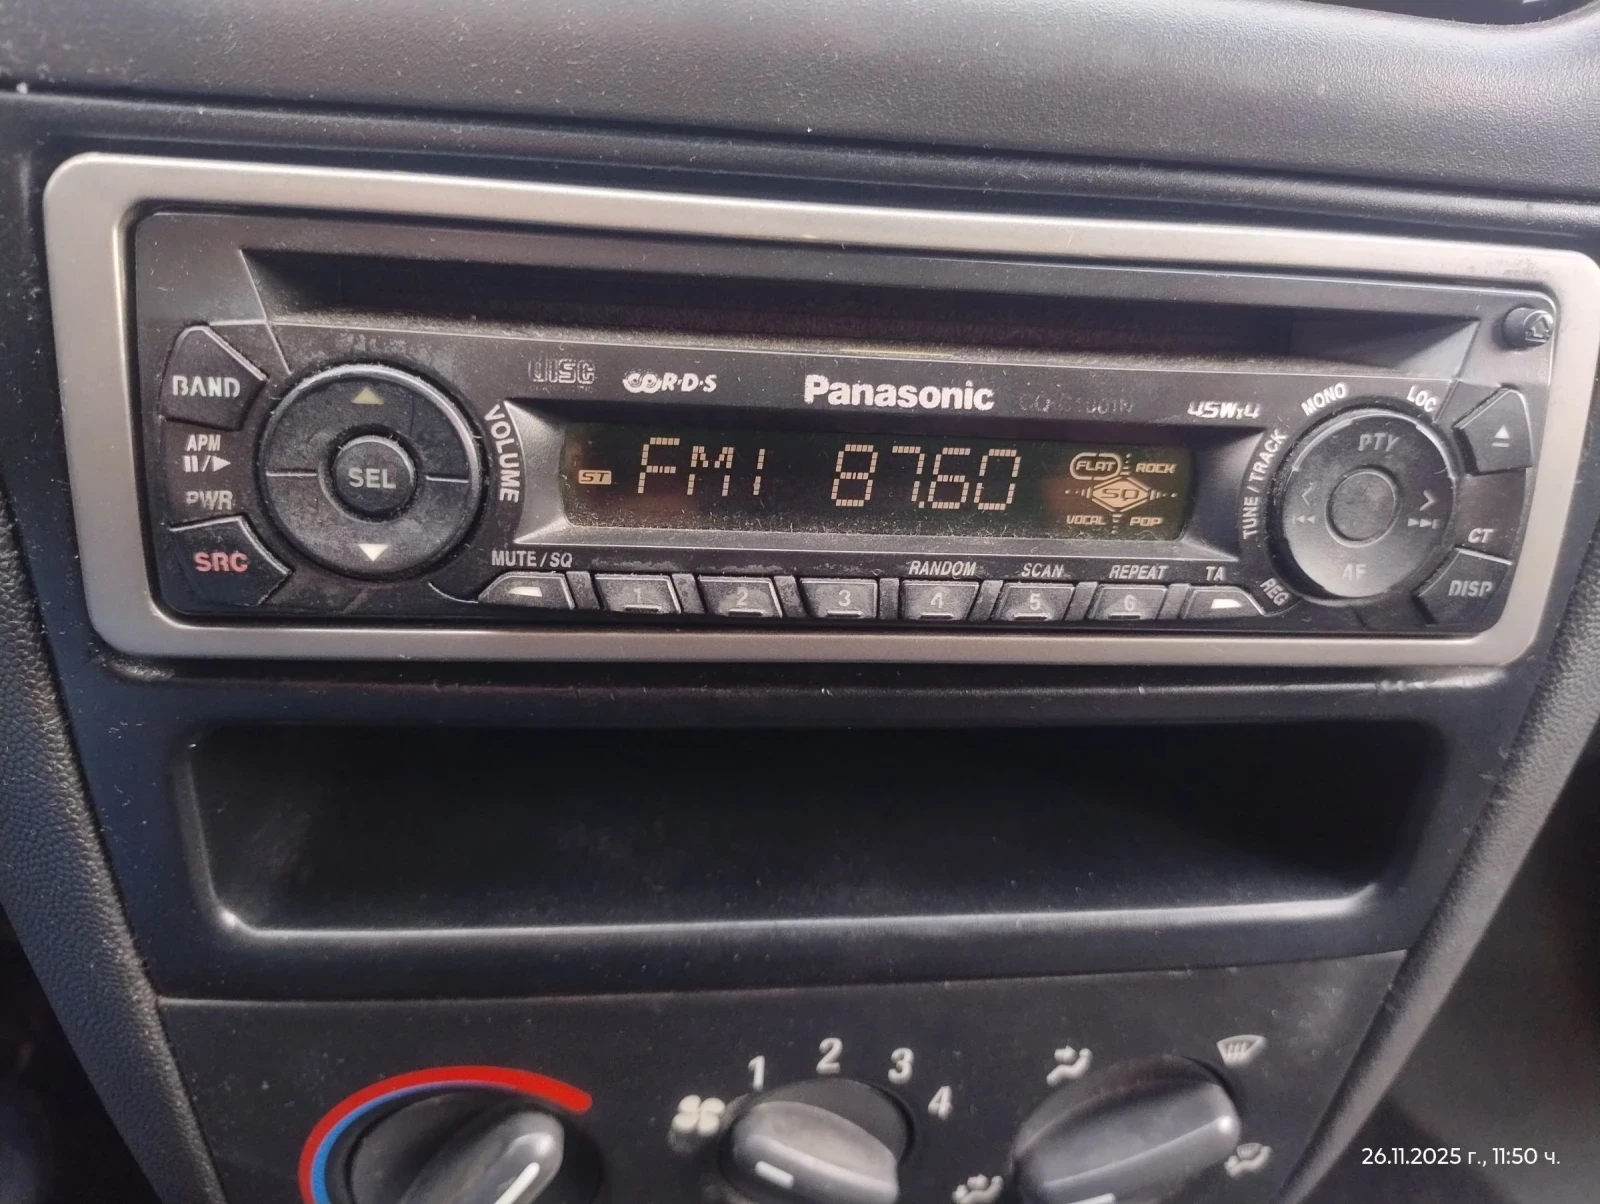 disc
R·D·S
Panasonic
45Wx4
MONO
LOC
BAND
APM
PWR
SRC
SEL
VOLUME
ST
FM1 87.60
FLAT
ROCK
SQ
VOCAL
POP
TUNE / TRACK
PTY
AF
CT
DISP
REG
MUTE / SQ
RANDOM
SCAN
REPEAT
TA
1
2
3
4
5
6
1
2
3
4
26.11.2025 г., 11:50 ч.